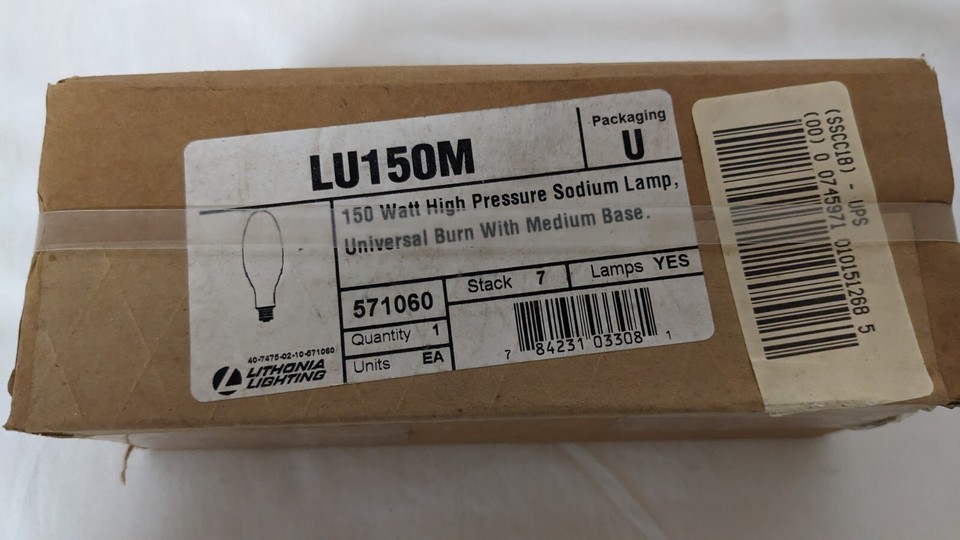 LU150M
Packaging
U
150 Watt High Pressure Sodium Lamp,
Universal Burn With Medium Base.
571060
Stack 7
Lamps YES
Quantity 1
Units EA
7 84231 03308 1
40-7475-02-10-571060
LITHONIA
LIGHTING
(SSCC18) - UPS
(00) 0 0745971 010151268 5